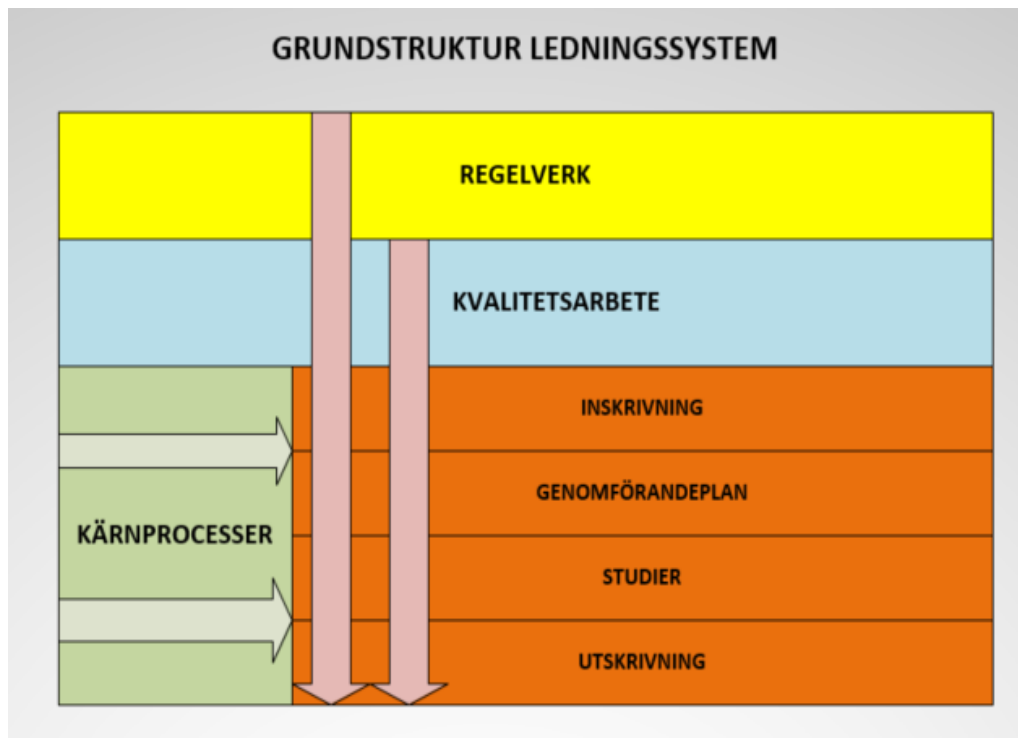 GRUNDSTRUKTUR LEDNINGSSYSTEM
REGELVERK
KVALITETSARBETE
INSKRIVNING
GENOMFÖRANDEPLAN
KÄRNPROCESSER
STUDIER
UTSKRIVNING